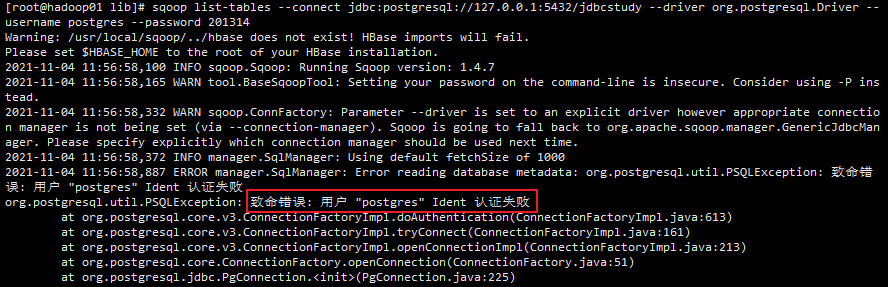 [root@hadoop01 lib]# sqoop list-tables --connect jdbc:postgresql://127.0.0.1:5432/jdbcstudy --driver org.postgresql.Driver --
username postgres --password 201314
Warning: /usr/local/sqoop/../hbase does not exist! HBase imports will fail.
Please set $HBASE_HOME to the root of your HBase installation.
2021-11-04 11:56:58,100 INFO sqoop.Sqoop: Running Sqoop version: 1.4.7
2021-11-04 11:56:58,165 WARN tool.BaseSqoopTool: Setting your password on the command-line is insecure. Consider using -P ins
tead.
2021-11-04 11:56:58,332 WARN sqoop.ConnFactory: Parameter --driver is set to an explicit driver however appropriate connectio
n manager is not being set (via --connection-manager). Sqoop is going to fall back to org.apache.sqoop.manager.GenericJdbcMan
ager. Please specify explicitly which connection manager should be used next time.
2021-11-04 11:56:58,372 INFO manager.SqlManager: Using default fetchSize of 1000
2021-11-04 11:56:58,887 ERROR manager.SqlManager: Error reading database metadata: org.postgresql.util.PSQLException: 致命错
误: 用户 "postgres" Ident 认证失败
org.postgresql.util.PSQLException: 致命错误: 用户 "postgres" Ident 认证失败
at org.postgresql.core.v3.ConnectionFactoryImpl.doAuthentication(ConnectionFactoryImpl.java:613)
at org.postgresql.core.v3.ConnectionFactoryImpl.tryConnect(ConnectionFactoryImpl.java:161)
at org.postgresql.core.v3.ConnectionFactoryImpl.openConnectionImpl(ConnectionFactoryImpl.java:213)
at org.postgresql.core.ConnectionFactory.openConnection(ConnectionFactory.java:51)
at org.postgresql.jdbc.PgConnection.<init>(PgConnection.java:225)